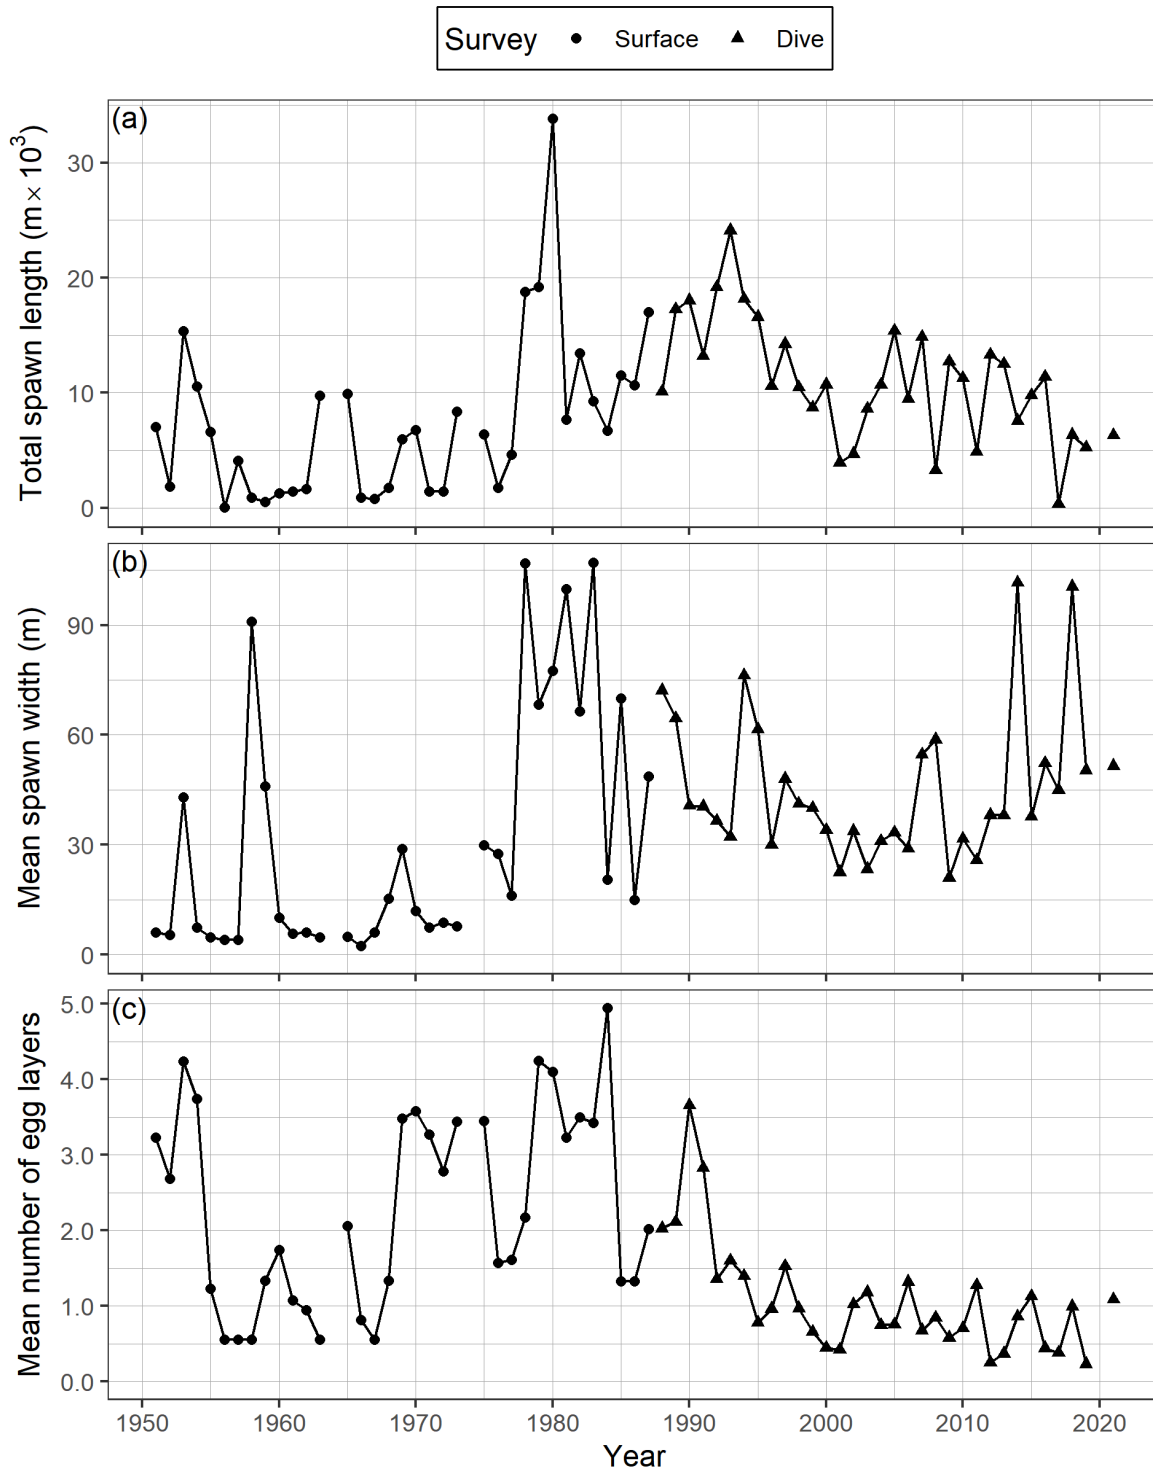 Survey Surface Dive
(a)
Total spawn length (m × 10³)
30
20
10
0
(b)
Mean spawn width (m)
90
60
30
0
(c)
Mean number of egg layers
5.0
4.0
3.0
2.0
1.0
0.0
1950 1960 1970 1980 1990 2000 2010 2020
Year